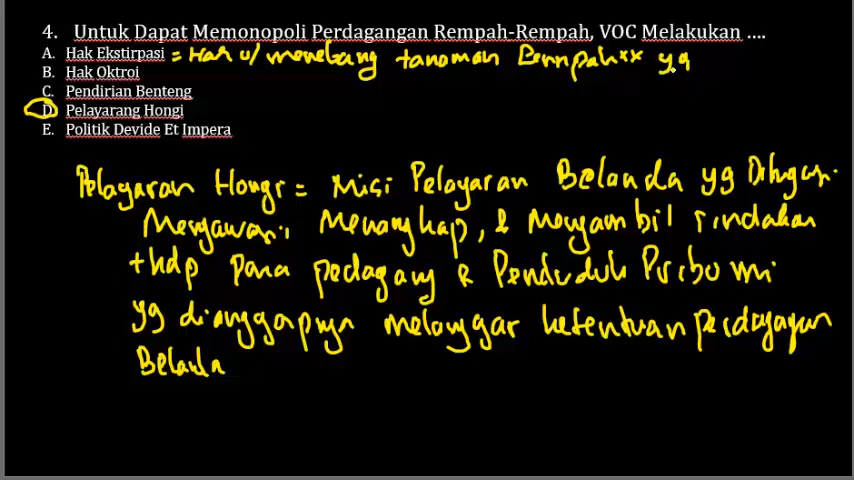 4. Untuk Dapat Memonopoli Perdagangan Rempah-Rempah, VOC Melakukan ....
A. Hak Ekstirpasi = Hak u/ menebang tanaman Rempah xx yg
B. Hak Oktroi
C. Pendirian Benteng
D. Pelayarang Hongi
E. Politik Devide Et Impera
Pelayaran Hongi = Misi Pelayaran Belanda yg
Mengawasi, Menangkap, & Mengambil tindakan
thdp para pedagang & Penduduk Pribumi
yg dianggapnya melanggar ketentuan perdagangan
Belanda